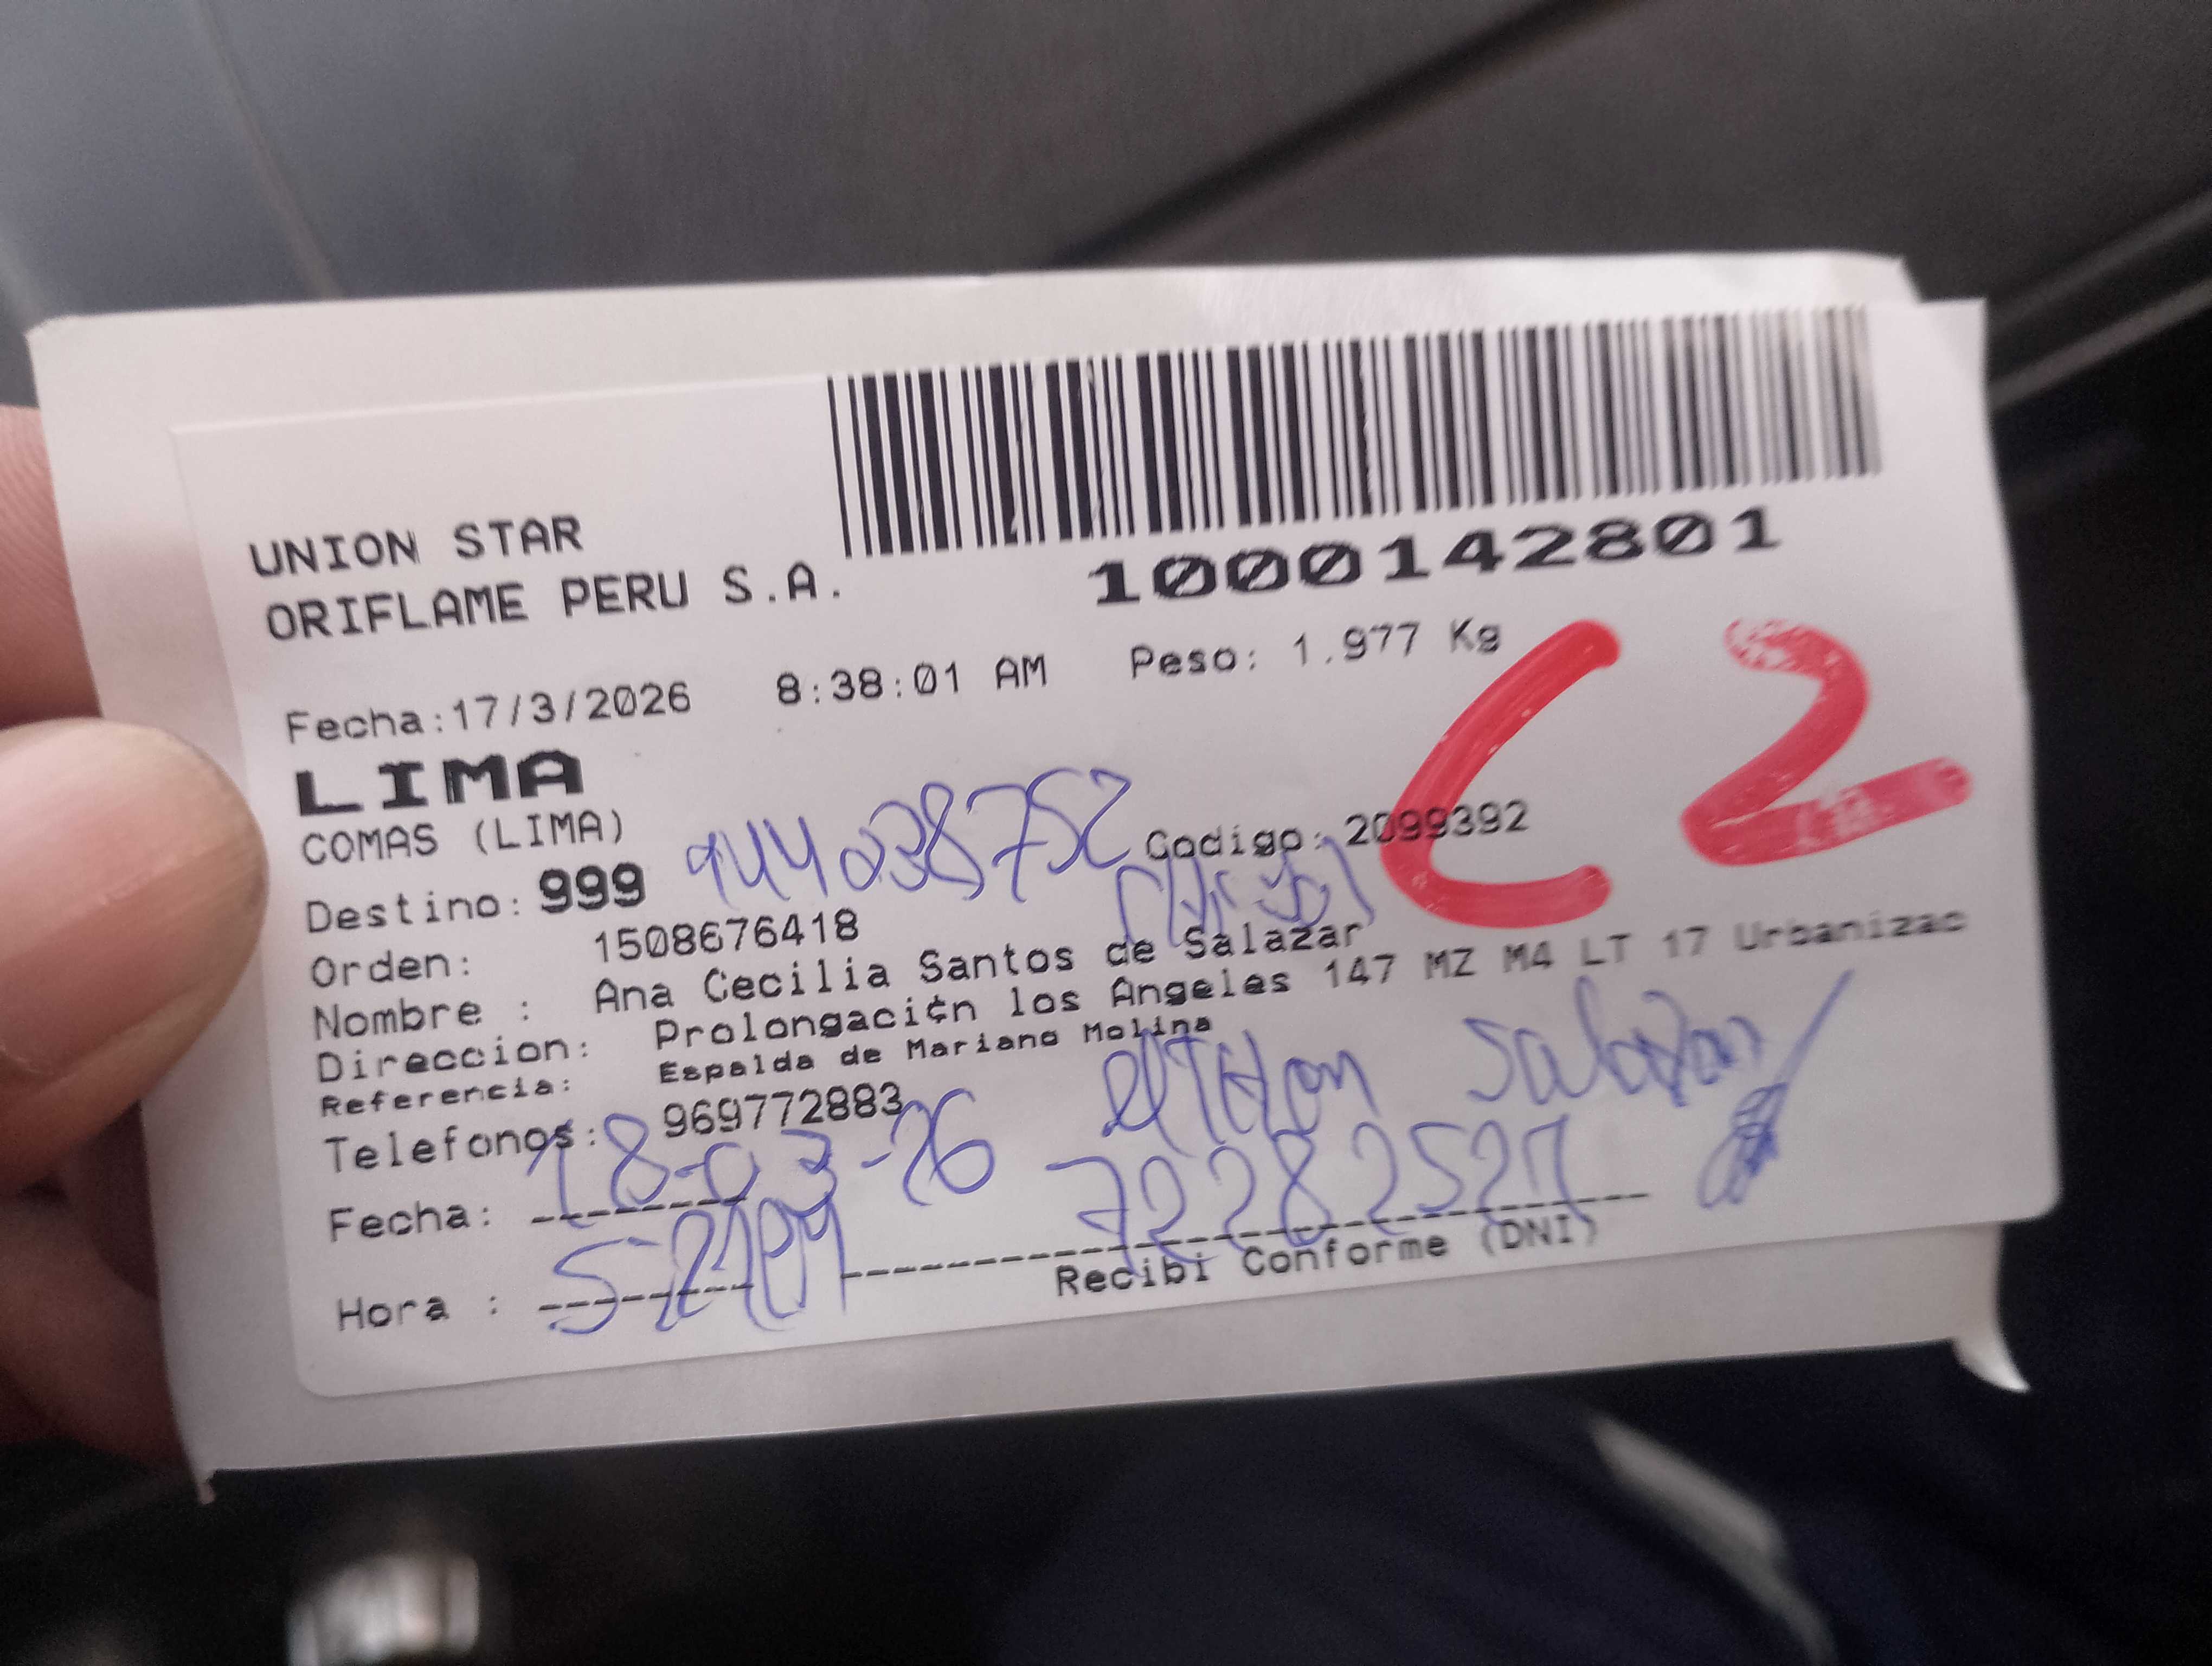 UNION STAR
ORIFLAME PERU S.A.
1000142801
Fecha:17/3/2026 8:38:01 AM Peso: 1.977 Kg
C2
LIMA
COMAS (LIMA)
944038752
Codigo: 2099392
Destino: 999
Orden: 1508676418
Nombre : Ana Cecilia Santos de Salazar
Direccion: Prolongaci¢n los Angeles 147 MZ M4 LT 17 Urbanizac
Referencia: Espalda de Mariano Molina
Telefonos: 969772883
Salazar
Fecha: 18-03-26
72282527
Hora :
Recibi Conforme (DNI)